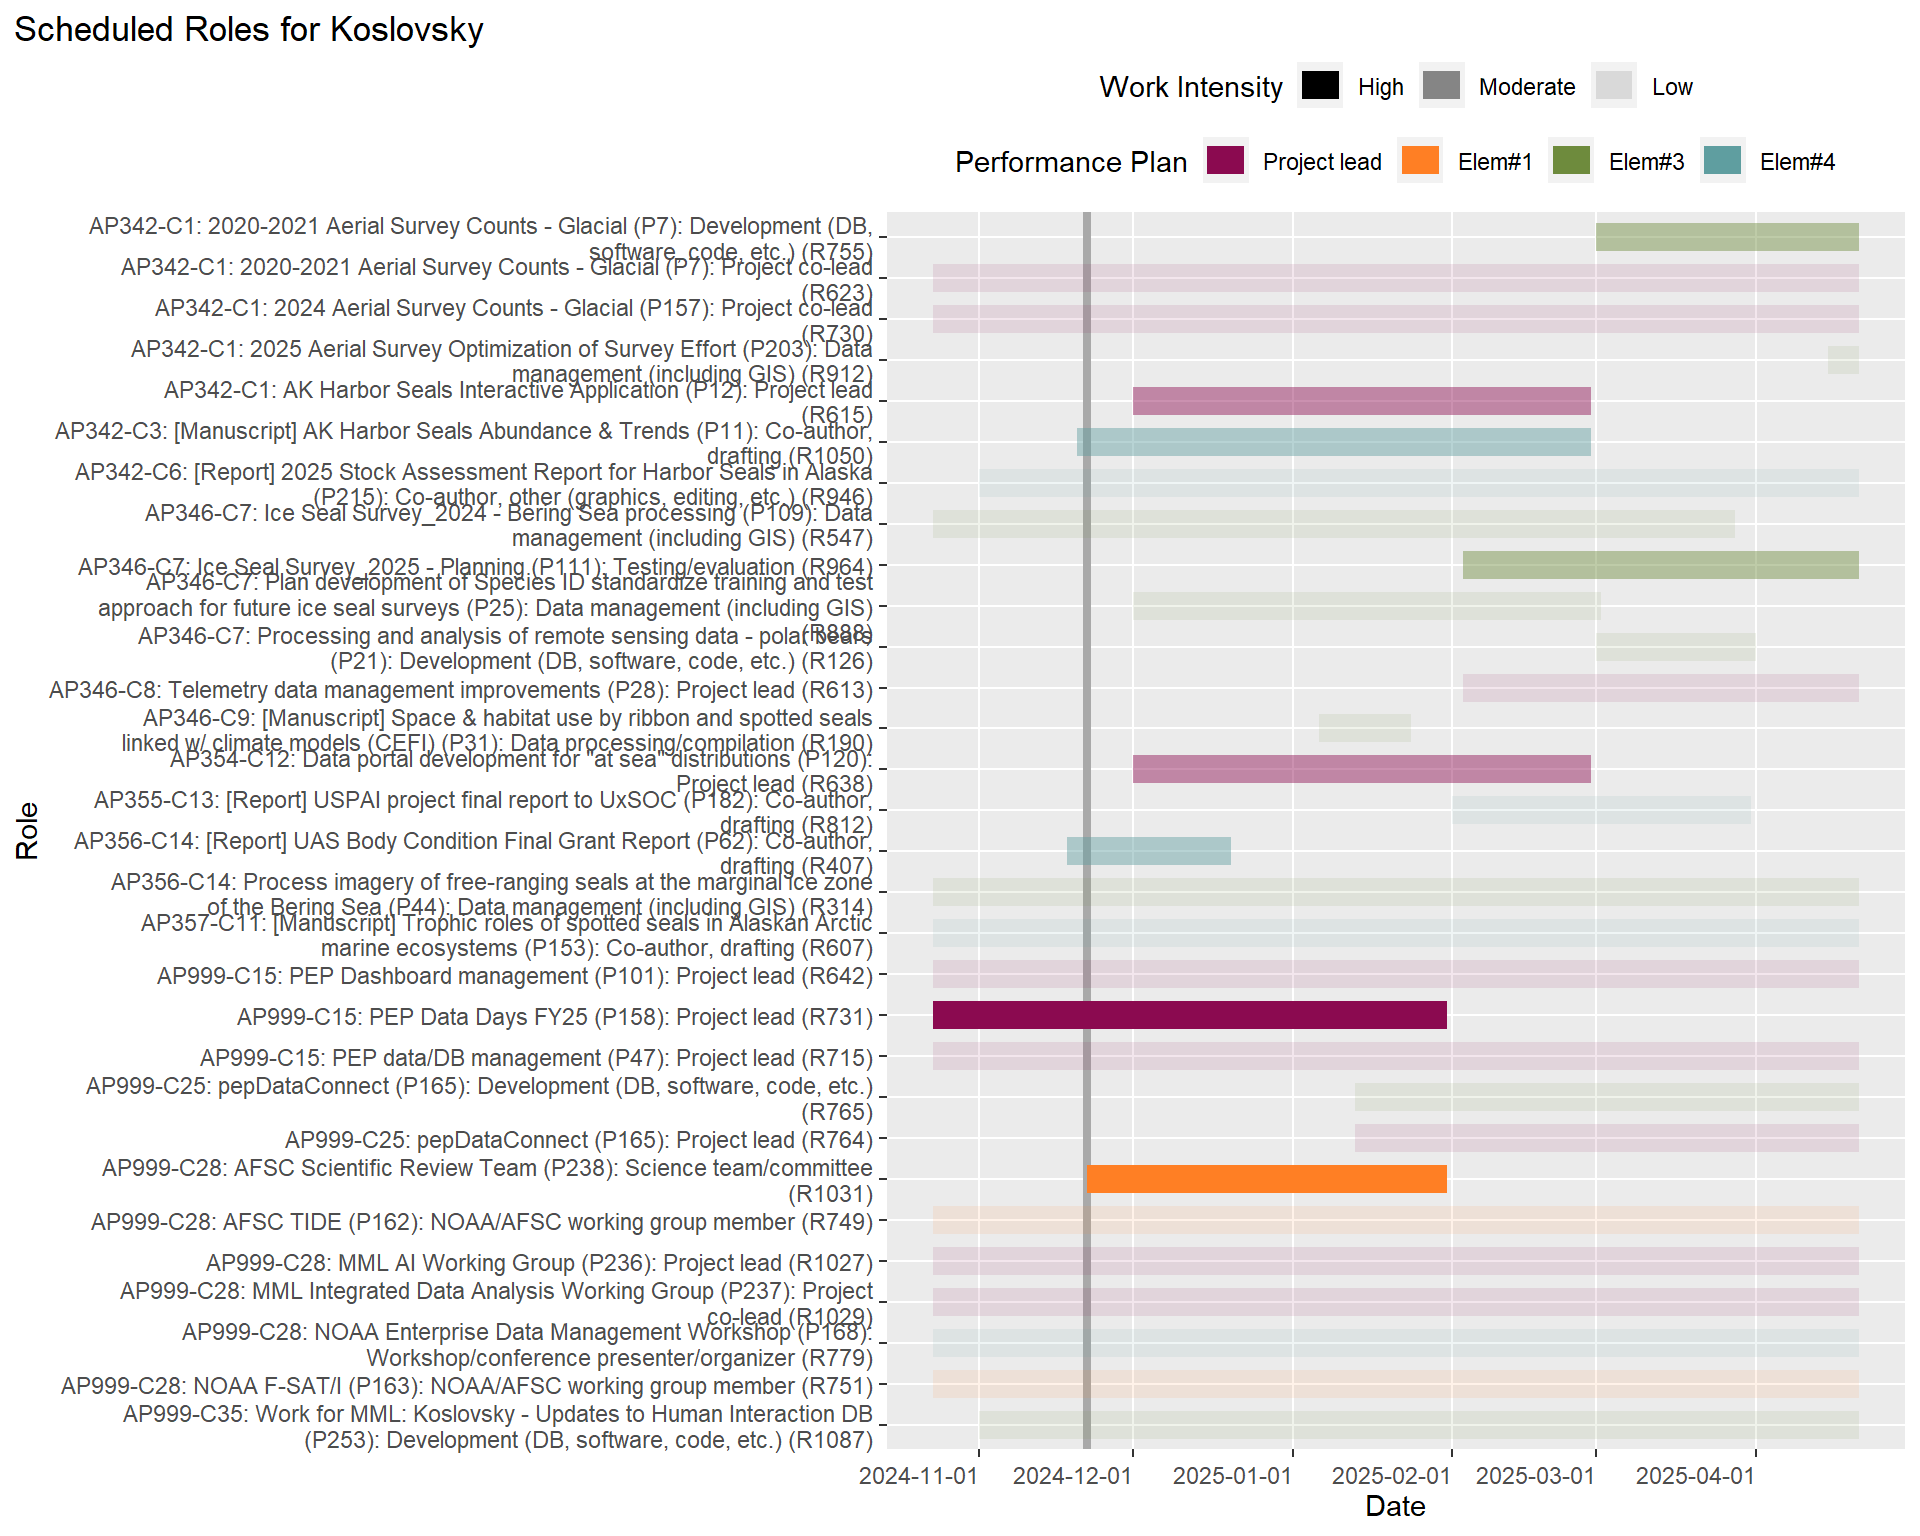 Scheduled Roles for Koslovsky
Work Intensity High Moderate Low
Performance Plan Project lead Elem#1 Elem#3 Elem#4
AP342-C1: 2020-2021 Aerial Survey Counts - Glacial (P7): Development (DB,
software, code, etc.) (R755)
AP342-C1: 2020-2021 Aerial Survey Counts - Glacial (P7): Project co-lead
(R623)
AP342-C1: 2024 Aerial Survey Counts - Glacial (P157): Project co-lead
(R730)
AP342-C1: 2025 Aerial Survey Optimization of Survey Effort (P203): Data
management (including GIS) (R912)
AP342-C1: AK Harbor Seals Interactive Application (P12): Project lead
(R615)
AP342-C3: [Manuscript] AK Harbor Seals Abundance & Trends (P11): Co-author,
drafting (R1050)
AP342-C6: [Report] 2025 Stock Assessment Report for Harbor Seals in Alaska
(P215): Co-author, other (graphics, editing, etc.) (R946)
AP346-C7: Ice Seal Survey_2024 - Bering Sea processing (P109): Data
management (including GIS) (R547)
AP346-C7: Ice Seal Survey_2025 - Planning (P111): Testing/evaluation (R964)
AP346-C7: Plan development of Species ID standardize training and test
approach for future ice seal surveys (P25): Data management (including GIS)
(R888)
AP346-C7: Processing and analysis of remote sensing data - polar bears
(P21): Development (DB, software, code, etc.) (R126)
AP346-C8: Telemetry data management improvements (P28): Project lead (R613)
AP346-C9: [Manuscript] Space & habitat use by ribbon and spotted seals
linked w/ climate models (CEFI) (P31): Data processing/compilation (R190)
AP354-C12: Data portal development for "at sea" distributions (P120):
Project lead (R638)
AP355-C13: [Report] USPAI project final report to UxSOC (P182): Co-author,
drafting (R812)
AP356-C14: [Report] UAS Body Condition Final Grant Report (P62): Co-author,
drafting (R407)
AP356-C14: Process imagery of free-ranging seals at the marginal ice zone
of the Bering Sea (P44): Data management (including GIS) (R314)
AP357-C11: [Manuscript] Trophic roles of spotted seals in Alaskan Arctic
marine ecosystems (P153): Co-author, drafting (R607)
AP999-C15: PEP Dashboard management (P101): Project lead (R642)
AP999-C15: PEP Data Days FY25 (P158): Project lead (R731)
AP999-C15: PEP data/DB management (P47): Project lead (R715)
AP999-C25: pepDataConnect (P165): Development (DB, software, code, etc.)
(R765)
AP999-C25: pepDataConnect (P165): Project lead (R764)
AP999-C28: AFSC Scientific Review Team (P238): Science team/committee
(R1031)
AP999-C28: AFSC TIDE (P162): NOAA/AFSC working group member (R749)
AP999-C28: MML AI Working Group (P236): Project lead (R1027)
AP999-C28: MML Integrated Data Analysis Working Group (P237): Project
co-lead (R1029)
AP999-C28: NOAA Enterprise Data Management Workshop (P168):
Workshop/conference presenter/organizer (R779)
AP999-C28: NOAA F-SAT/I (P163): NOAA/AFSC working group member (R751)
AP999-C35: Work for MML: Koslovsky - Updates to Human Interaction DB
(P253): Development (DB, software, code, etc.) (R1087)
Role
2024-11-01 2024-12-01 2025-01-01 2025-02-01 2025-03-01 2025-04-01
Date